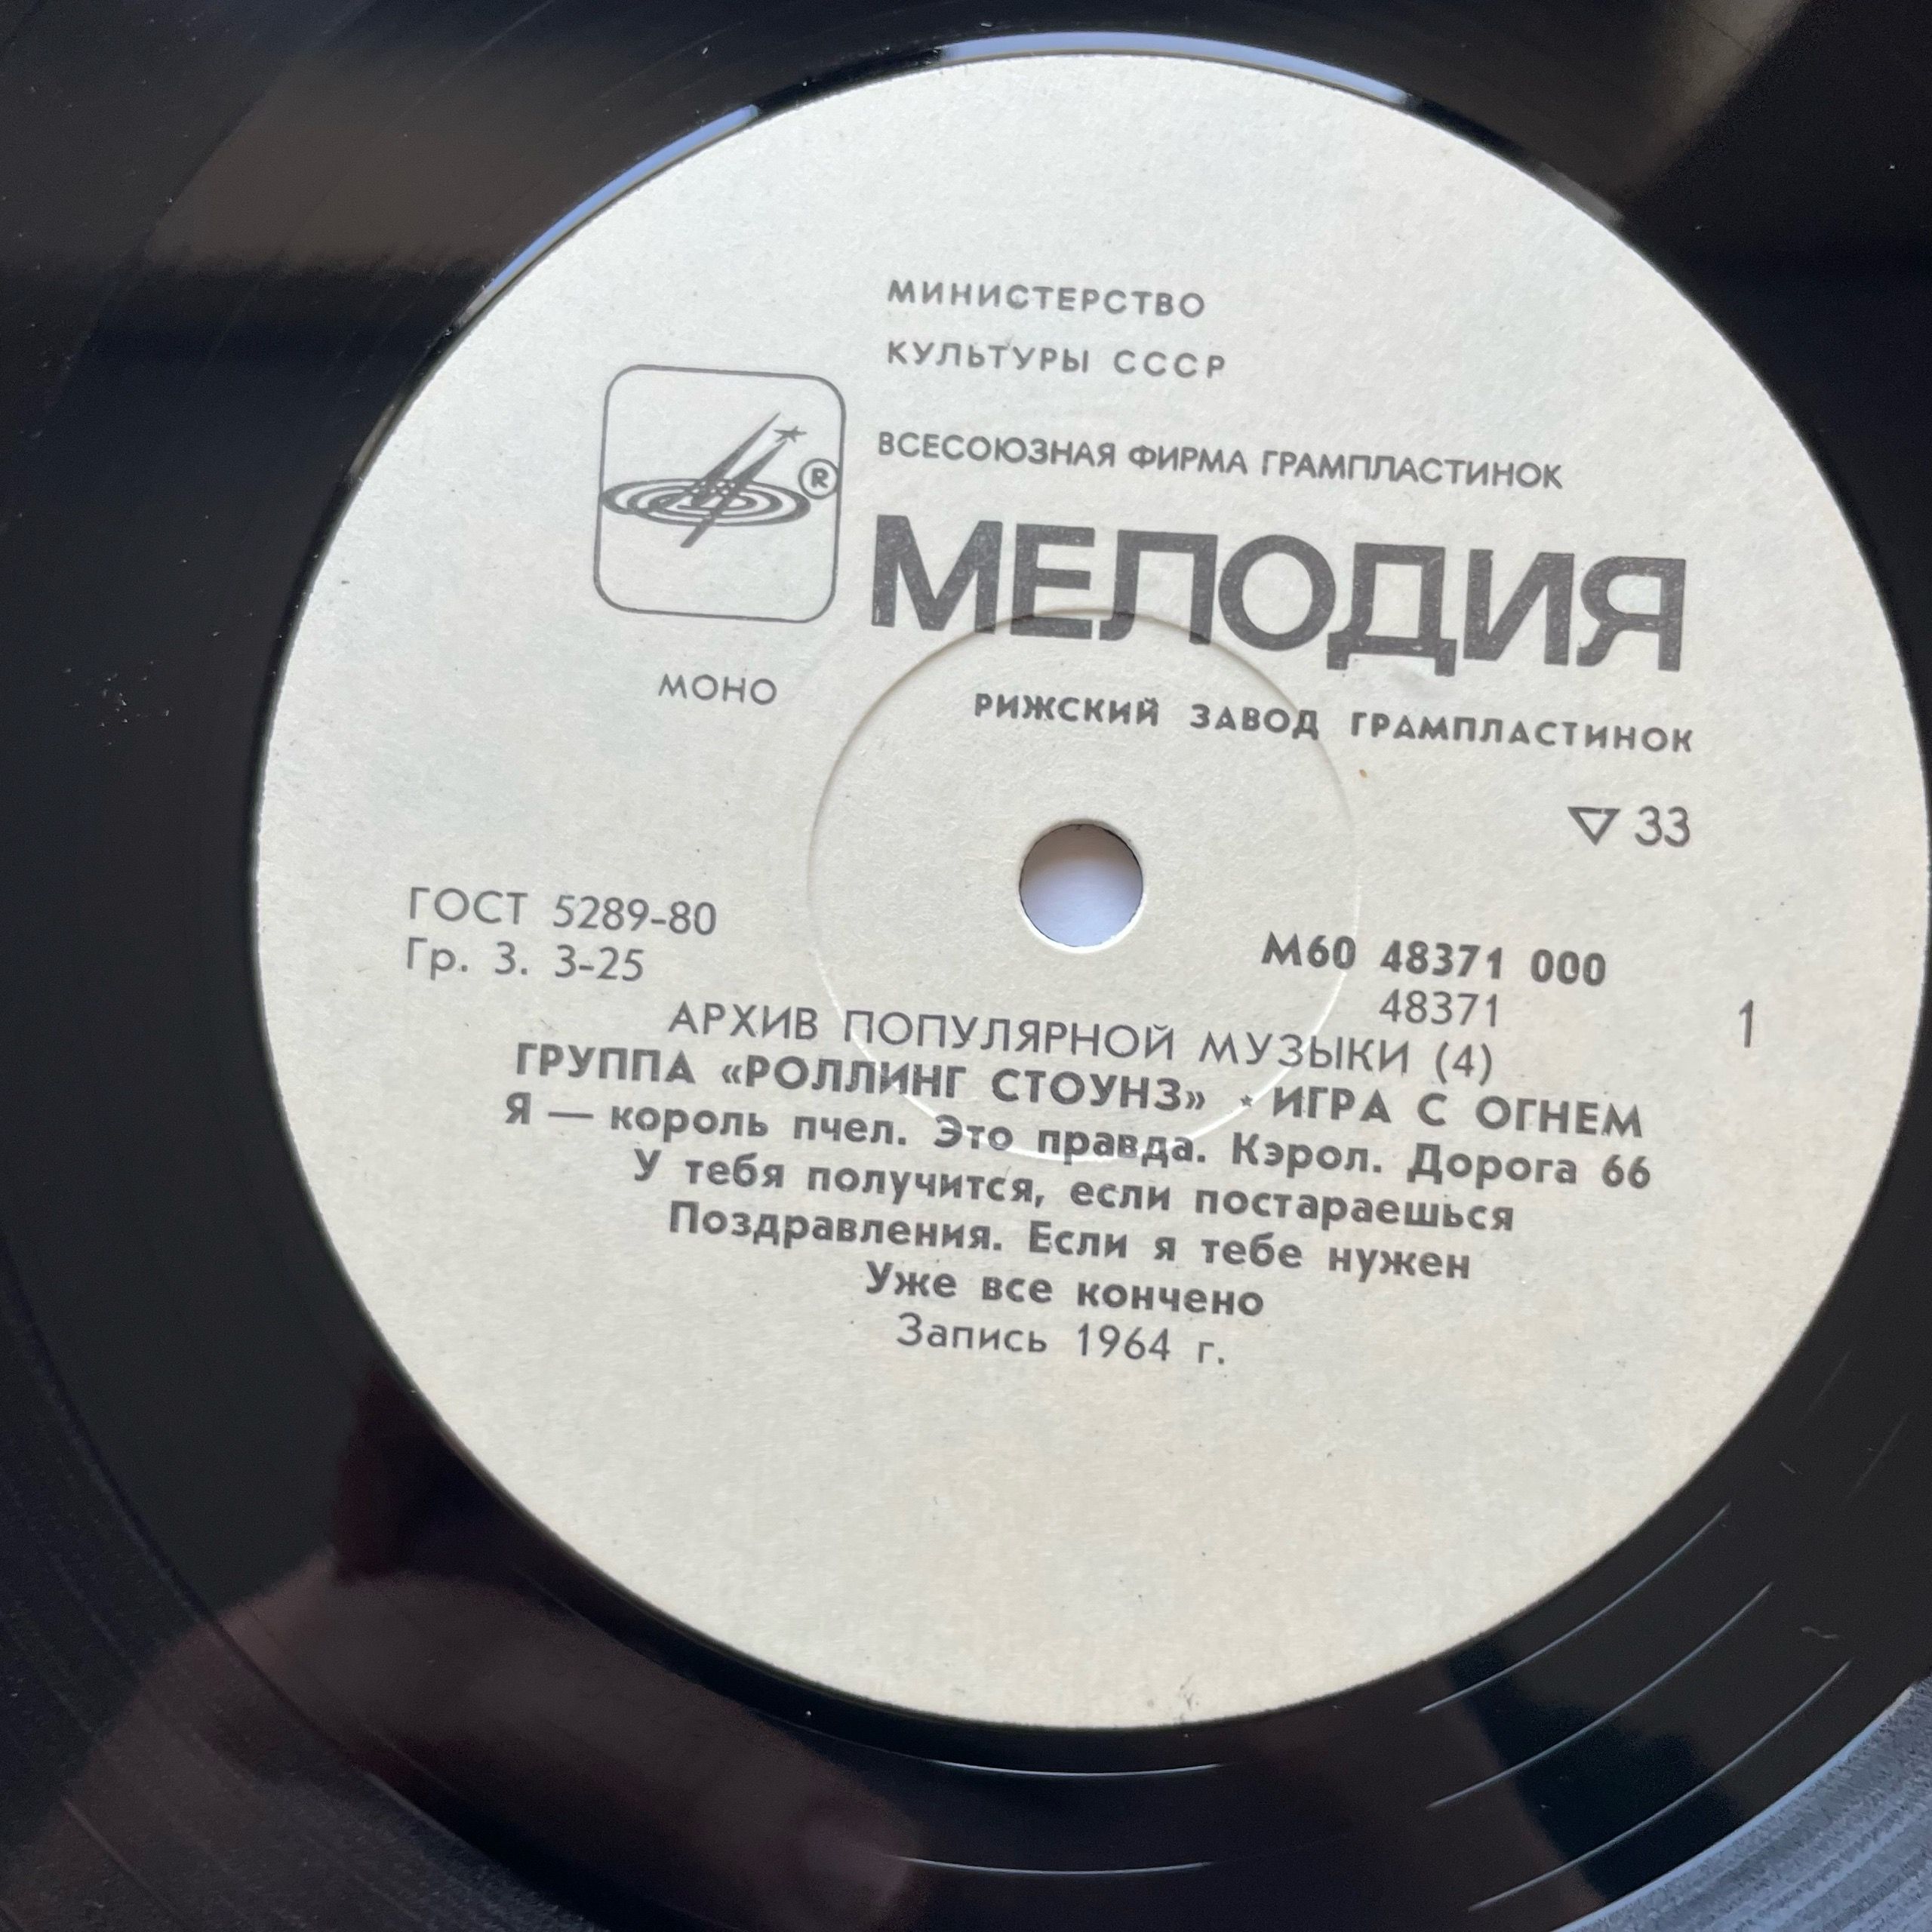 МИНИСТЕРСТВО
КУЛЬТУРЫ СССР
ВСЕСОЮЗНАЯ ФИРМА ГРАМПЛАСТИНОК
®
МЕЛОДИЯ
МОНО
РИЖСКИЙ ЗАВОД ГРАМПЛАСТИНОК
33
ГОСТ 5289-80
Гр. 3. 3-25
М60 48371 000
48371
1
АРХИВ ПОПУЛЯРНОЙ МУЗЫКИ (4)
ГРУППА «РОЛЛИНГ СТОУНЗ» * ИГРА С ОГНЕМ
Я — король пчел. Это правда. Кэрол. Дорога 66
У тебя получится, если постараешься
Поздравления. Если я тебе нужен
Уже все кончено
Запись 1964 г.